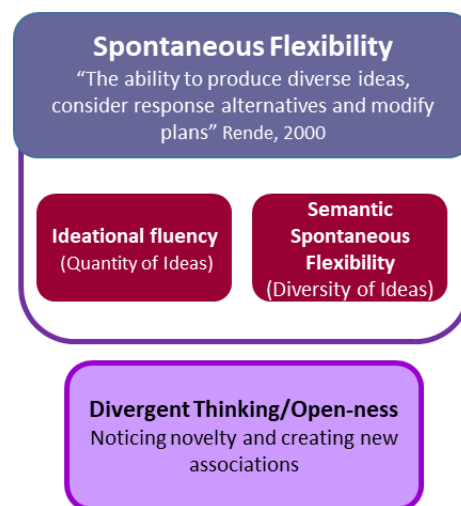 Spontaneous Flexibility
“The ability to produce diverse ideas,
consider response alternatives and modify
plans” Rende, 2000
Ideational fluency
(Quantity of Ideas)
Semantic
Spontaneous
Flexibility
(Diversity of Ideas)
Divergent Thinking/Open-ness
Noticing novelty and creating new
associations